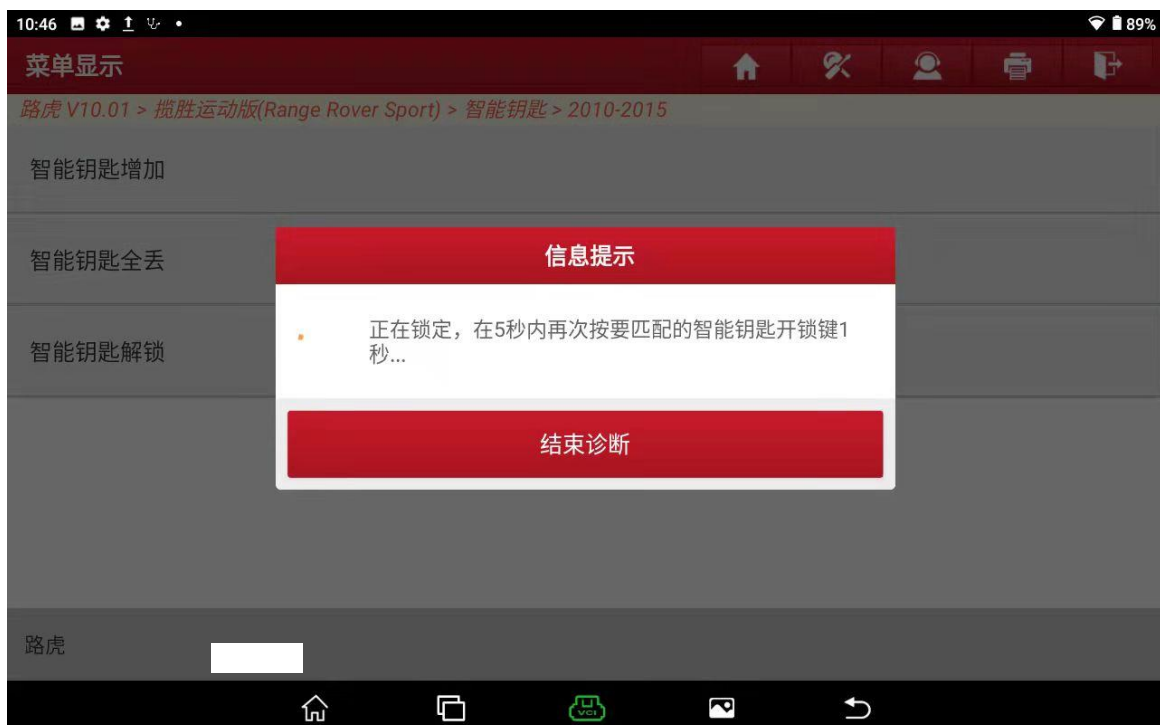 10:46
89%
菜单显示
路虎 V10.01 > 揽胜运动版(Range Rover Sport) > 智能钥匙 > 2010-2015
智能钥匙增加
智能钥匙全丢
智能钥匙解锁
信息提示
正在锁定，在5秒内再次按要匹配的智能钥匙开锁键1
秒...
结束诊断
路虎
VCI